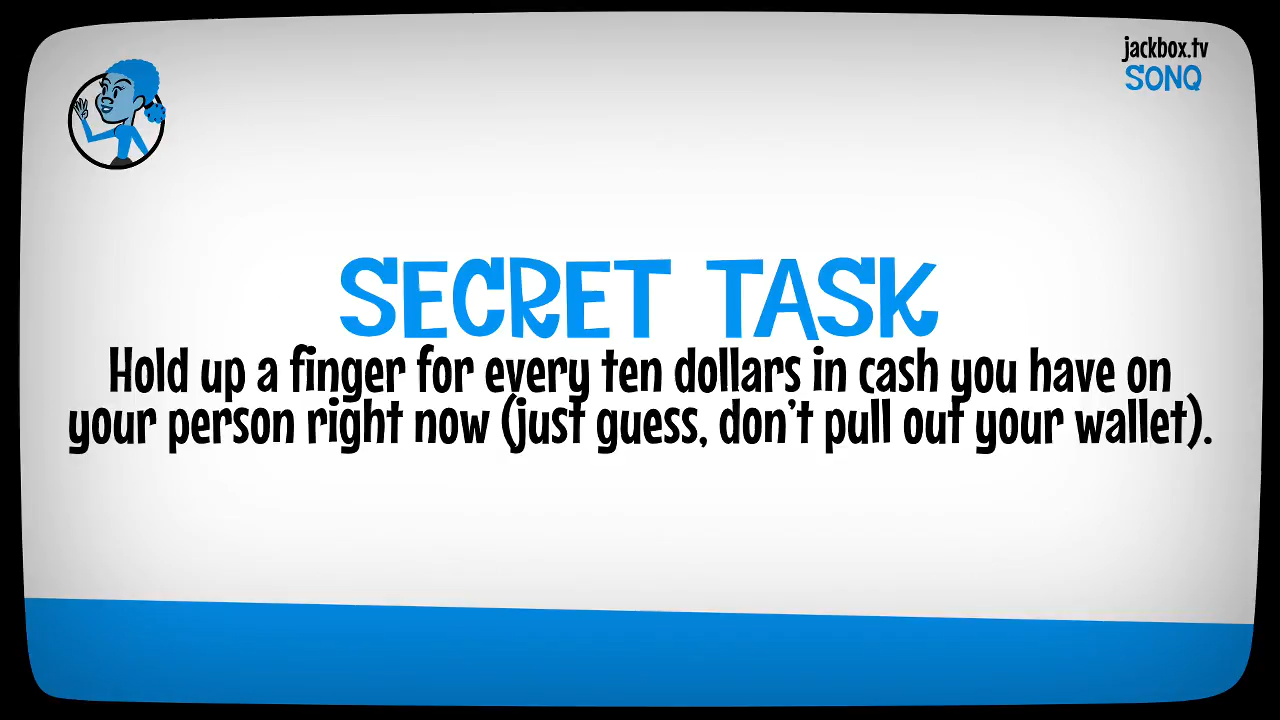 jackbox.tv
SONQ
SECRET TASK
Hold up a finger for every ten dollars in cash you have on
your person right now (just guess, don't pull out your wallet).